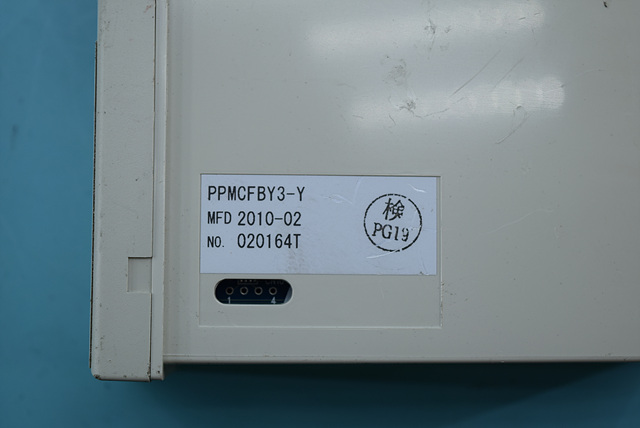 PPMCFBY3-Y
MFD 2010-02
NO. 020164T
検
PG19
1 4